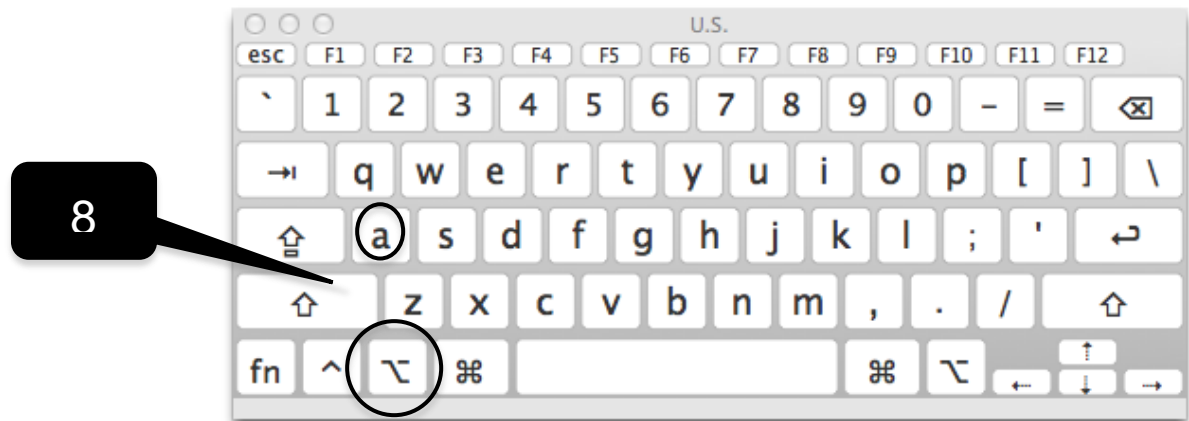 U.S.
esc F1 F2 F3 F4 F5 F6 F7 F8 F9 F10 F11 F12
` 1 2 3 4 5 6 7 8 9 0 - = ⌫
⇥ q w e r t y u i o p [ ] \
8
⇪ a s d f g h j k l ; ' ↩
⇧ z x c v b n m , . / ⇧
fn ^ ⌥ ⌘ ⌘ ⌥ ← ↑ ↓ →